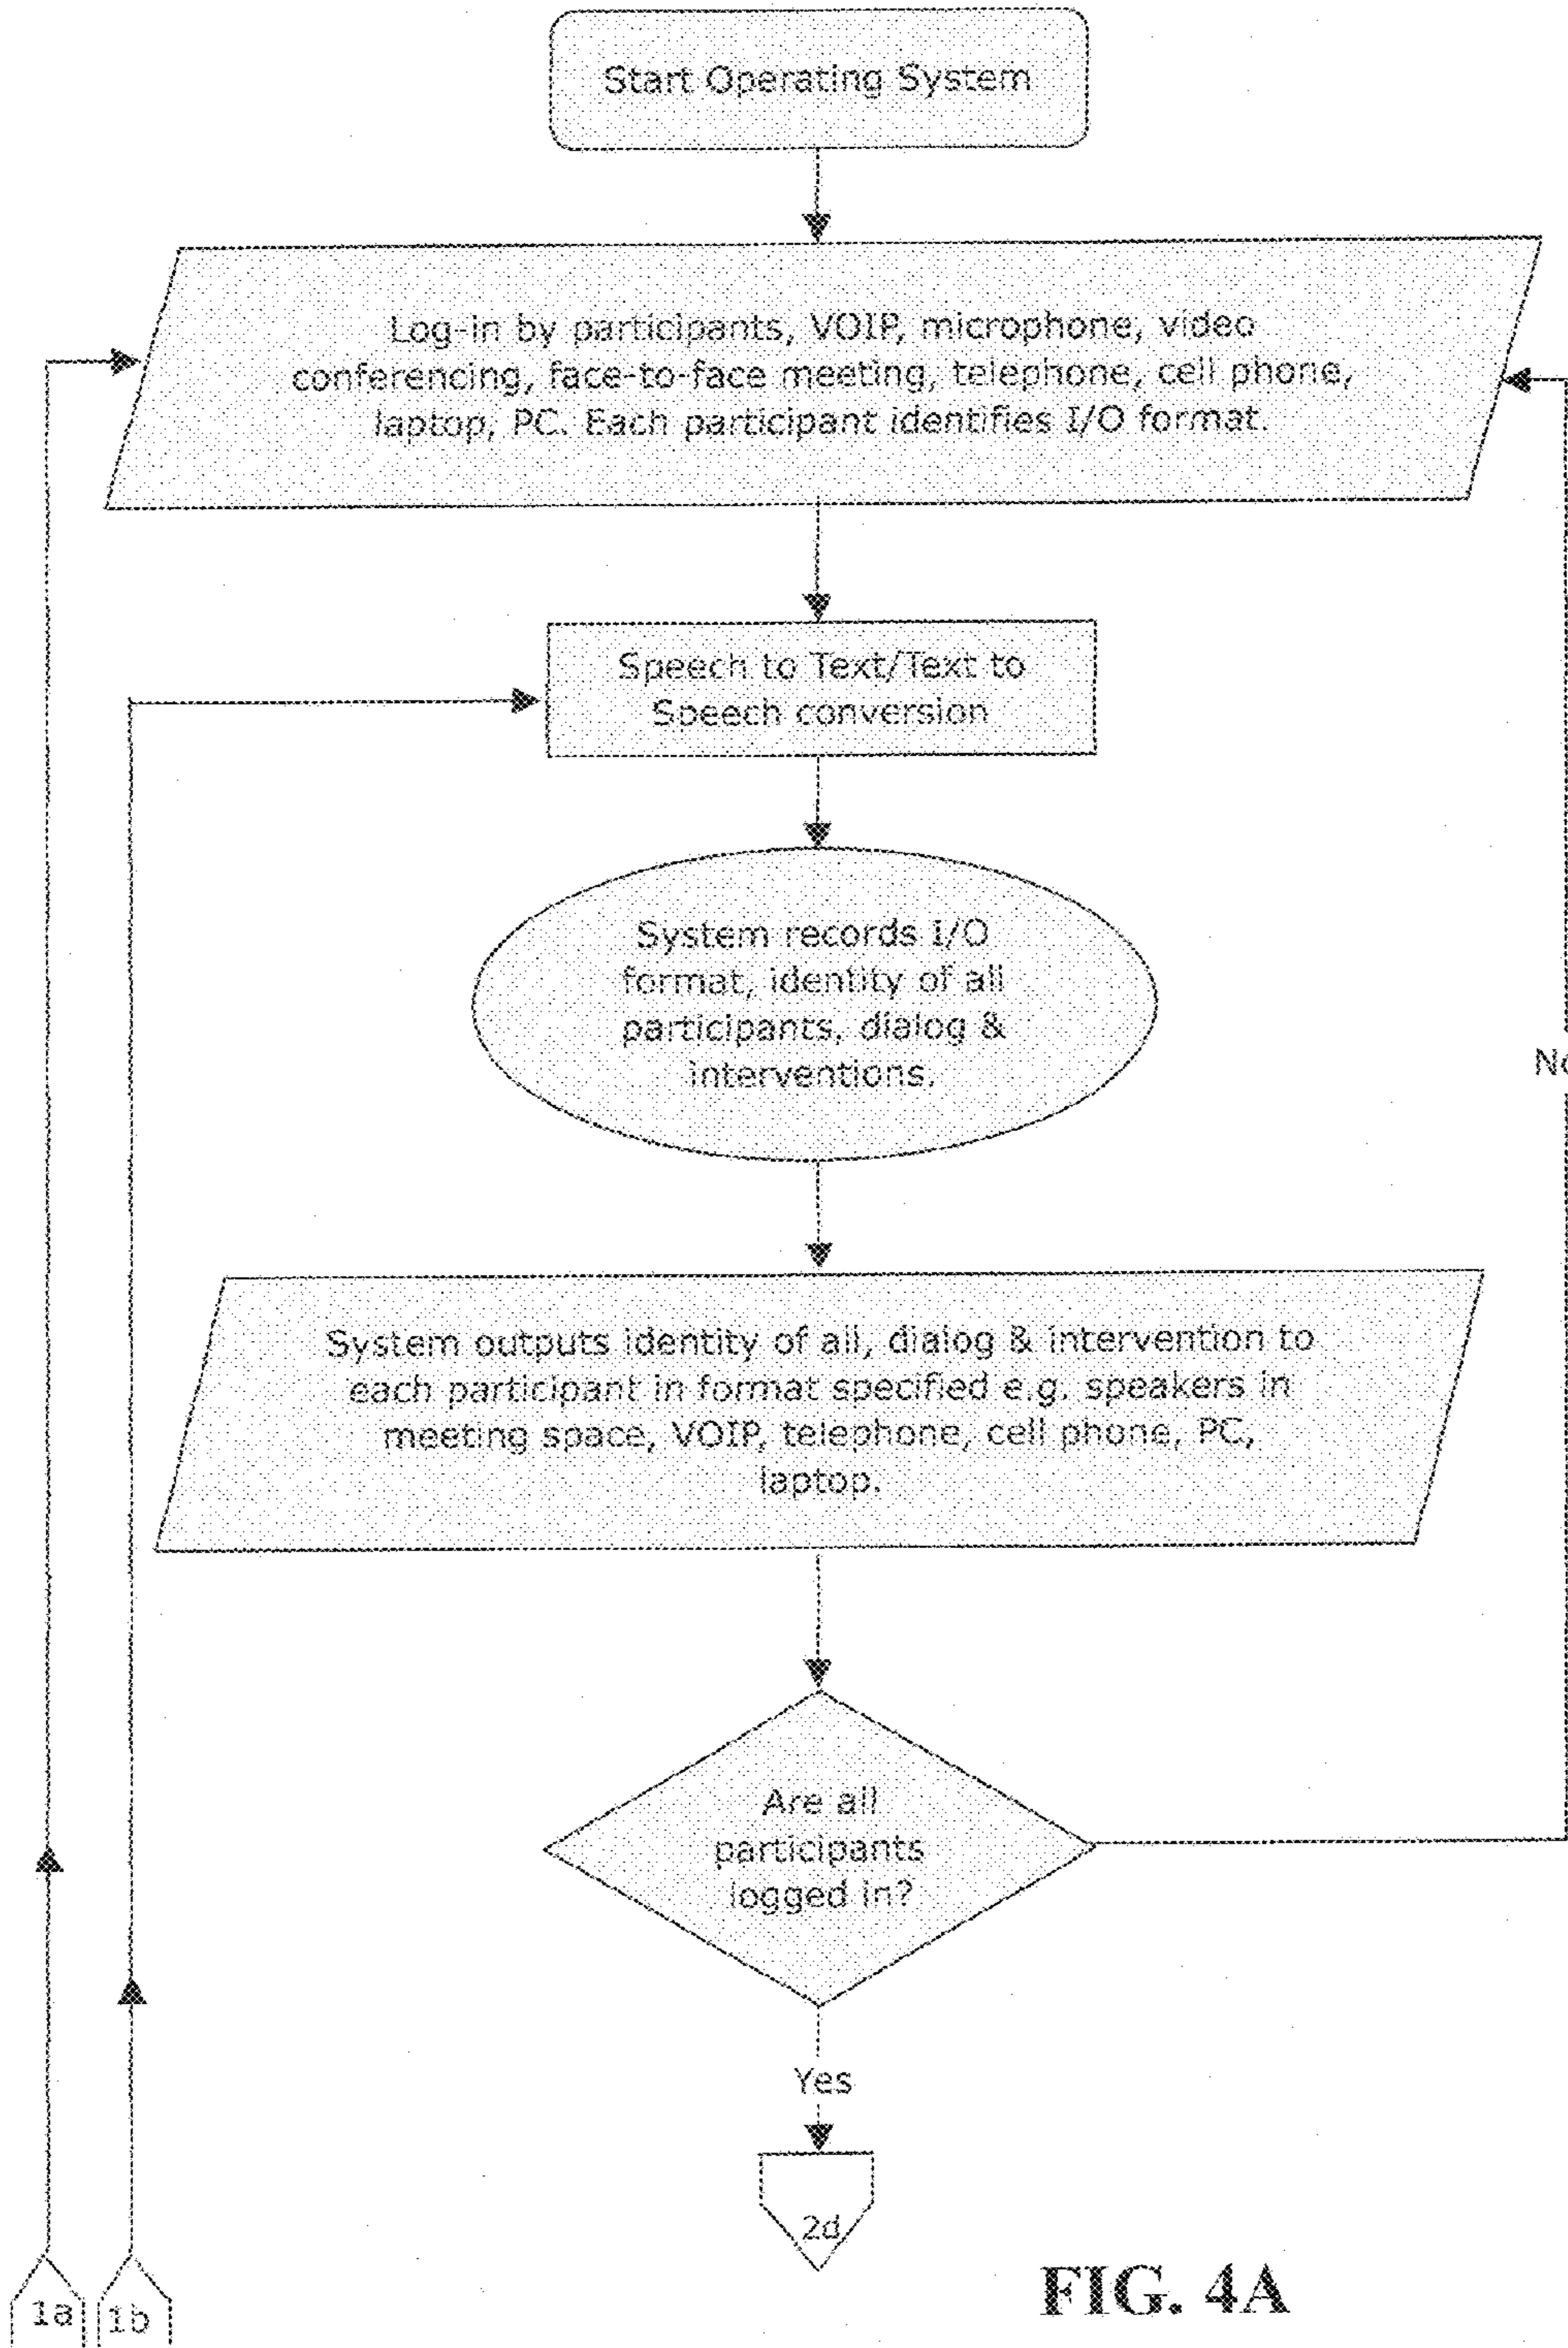 Start Operating System
Log-in by participants, VOIP, microphone, video
conferencing, face-to-face meeting, telephone, cell phone,
laptop, PC. Each participant identifies I/O format.
Speech to Text/Text to
Speech conversion
System records I/O
format, identity of all
participants, dialog &
interventions.
No
System outputs identity of all, dialog & intervention to
each participant in format specified e.g. speakers in
meeting space, VOIP, telephone, cell phone, PC,
laptop.
Are all
participants
logged in?
Yes
2d
1a
1b
FIG. 4A